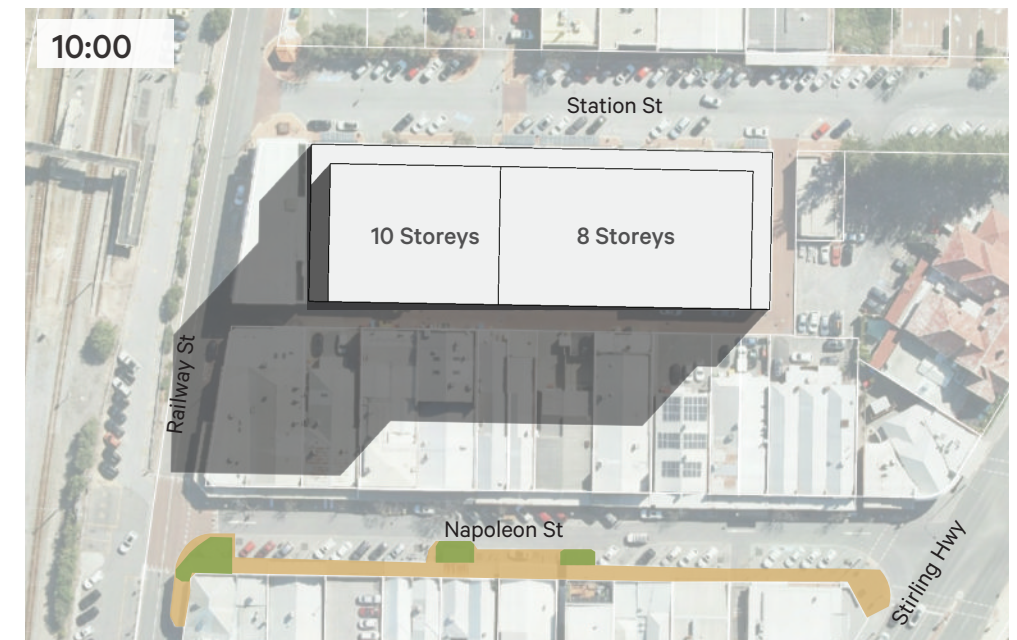 10:00
Station St
10 Storeys
8 Storeys
Railway St
Napoleon St
Stirling Hwy